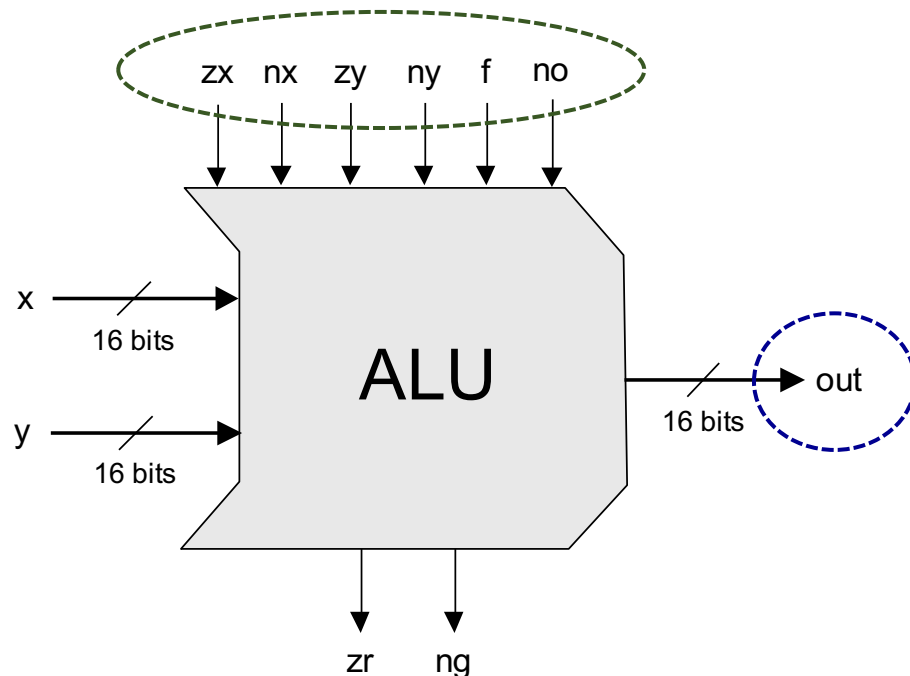 zx nx zy ny f no
x
16 bits
y
16 bits
ALU
out
16 bits
zr ng